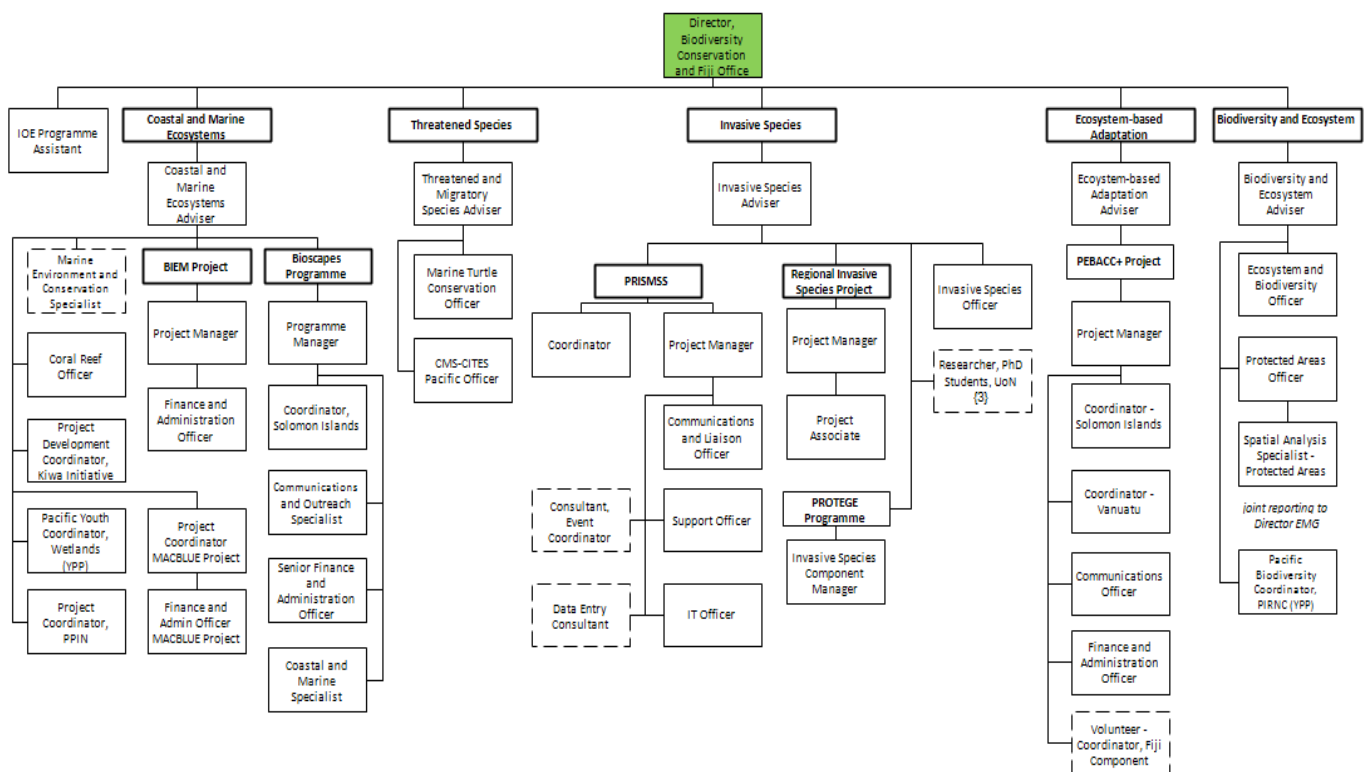 Director,
Biodiversity
Conservation
and Fiji Office
IOE Programme
Assistant
Coastal and Marine
Ecosystems
Threatened Species
Invasive Species
Ecosystem-based
Adaptation
Biodiversity and Ecosystem
Coastal and
Marine
Ecosystems
Adviser
Threatened and
Migratory
Species Adviser
Invasive Species
Adviser
Ecoystem-based
Adaptation
Adviser
Biodiversity and
Ecosystem
Adviser
Marine
Environment and
Conservation
Specialist
BIEM Project
Bioscapes
Programme
Marine Turtle
Conservation
Officer
PRISMSS
Regional Invasive
Species Project
Invasive Species
Officer
PEBACC+ Project
Ecosystem and
Biodiversity
Officer
Coral Reef
Officer
Project Manager
Programme
Manager
CMS-CITES
Pacific Officer
Coordinator
Project Manager
Project Manager
Researcher, PhD
Students, UoN
{3}
Project
Manager
Protected Areas
Officer
Project
Development
Coordinator,
Kiwa Initiative
Finance and
Administration
Officer
Coordinator,
Solomon Islands
Communications
and Liaison
Officer
Project
Associate
Coordinator -
Solomon Islands
Spatial Analysis
Specialist -
Protected Areas
joint reporting to
Director EMG
Pacific Youth
Coordinator,
Wetlands
(YPP)
Project
Coordinator
MACBLUE Project
Communications
and Outreach
Specialist
Consultant,
Event
Coordinator
Support Officer
PROTEGE
Programme
Coordinator -
Vanuatu
Project
Coordinator,
PPIN
Finance and
Admin Officer
MACBLUE Project
Senior Finance
and
Administration
Officer
Data Entry
Consultant
IT Officer
Invasive Species
Component
Manager
Communications
Officer
Pacific
Biodiversity
Coordinator,
PIRNC (YPP)
Coastal and
Marine
Specialist
Finance and
Administration
Officer
Volunteer -
Coordinator, Fiji
Component